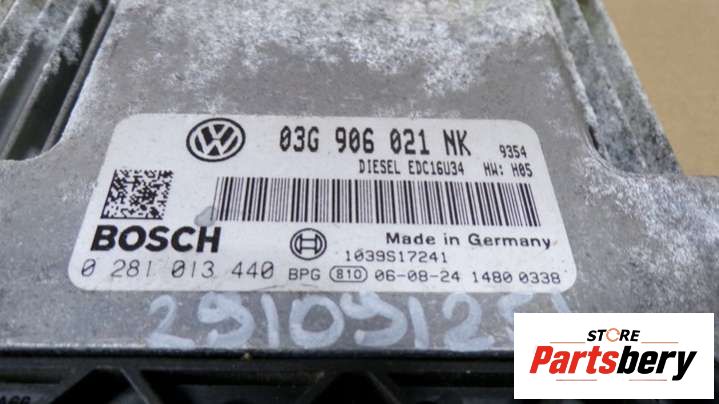 03G 906 021 NK 9354
DIESEL EDC16U34 HW: H05
BOSCH
Made in Germany
1039S17241
0 281 013 440 BPG 810 06-08-24 1480 0338
STORE
Partsbery